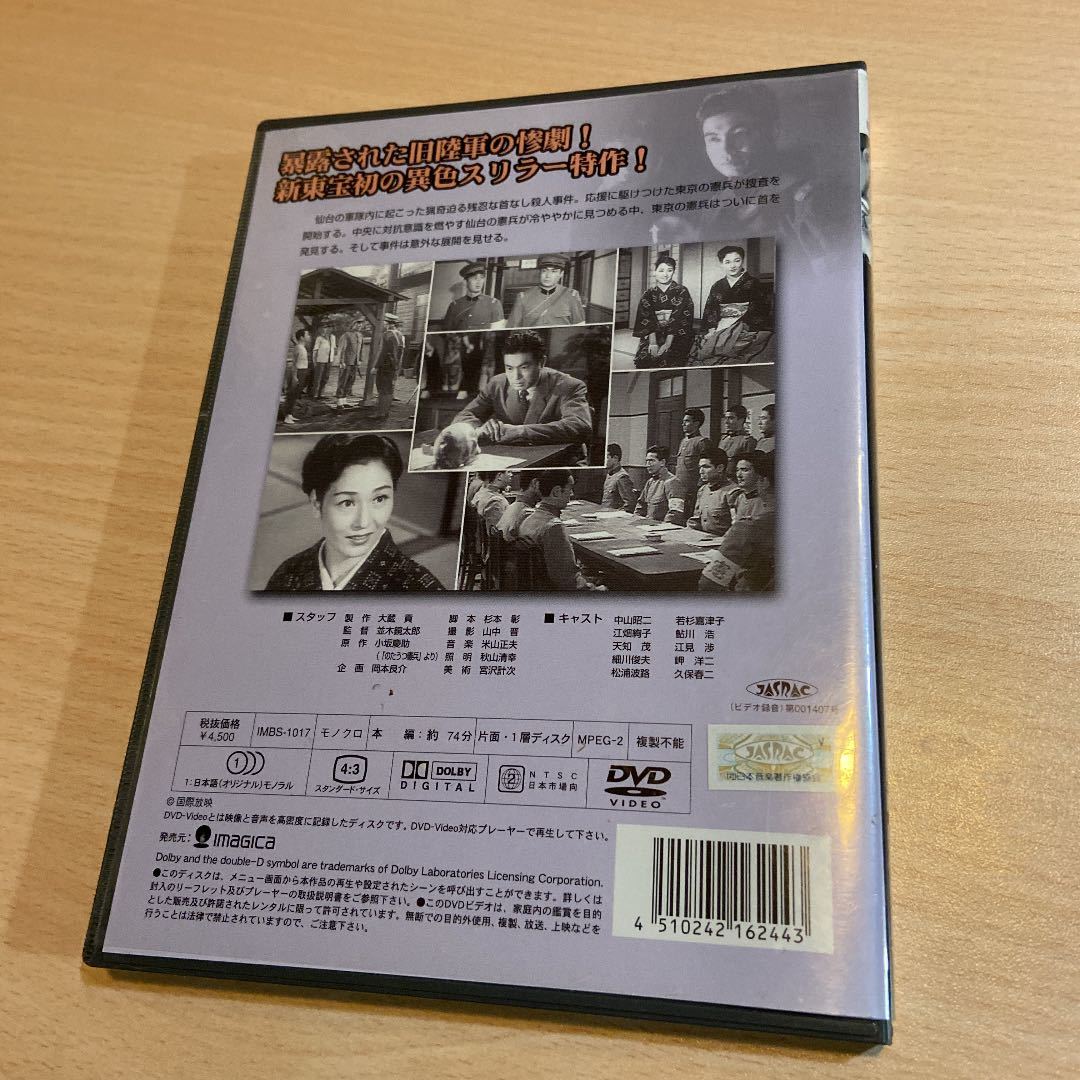 暴露された旧陸軍の惨劇！
新東宝初の異色スリラー特作！
仙台の軍隊内に起こった猟奇迫る残忍な首なし殺人事件。応援に駆けつけた東京の憲兵が捜査を
開始する。中央に対抗意識を燃やす仙台の憲兵が冷ややかに見つめる中、東京の憲兵はついに首を
発見する。そして事件は意外な展開を見せる。
■スタッフ 製作 大蔵 貢 脚本 杉本 彰 ■キャスト 中山昭二 若杉嘉津子
監督 並木鏡太郎 撮影 山中 晋 江畑絢子 鮎川 浩
原作 小坂慶助 音楽 米山正夫 天知 茂 江見 渉
(「のたうつ憲兵」より) 照明 秋山清幸 細川俊夫 岬 洋二
企画 岡本良介 美術 宮沢計次 松浦波路 久保春二
JASRAC
(ビデオ録音)第001407号
税抜価格
￥4,500
IMBS-1017 モノクロ 本 編：約 74分 片面・1層ディスク MPEG-2 複製不能
1
1:日本語(オリジナル)モノラル
4:3
スタンダード・サイズ
DOLBY
DIGITAL
2
NTSC
日本市場向
DVD
VIDEO
JASRAC
© 国際放映
DVD-Videoとは映像と音声を高密度に記録したディスクです。DVD-Video対応プレーヤーで再生して下さい。
発売元： IMAGICA
Dolby and the double-D symbol are trademarks of Dolby Laboratories Licensing Corporation.
●このディスクは、メニュー画面から本作品の再生や設定されたシーンを呼び出すことができます。詳しくは
封入のリーフレット及びプレーヤーの取扱説明書をご参照下さい。●このDVDビデオは、家庭内の鑑賞を目的
とした販売及び許諾されたレンタルに限って許可されています。無断での目的外使用、複製、放送、上映などを
行うことは法律で禁止されていますので、ご注意下さい。
4 510242 162443